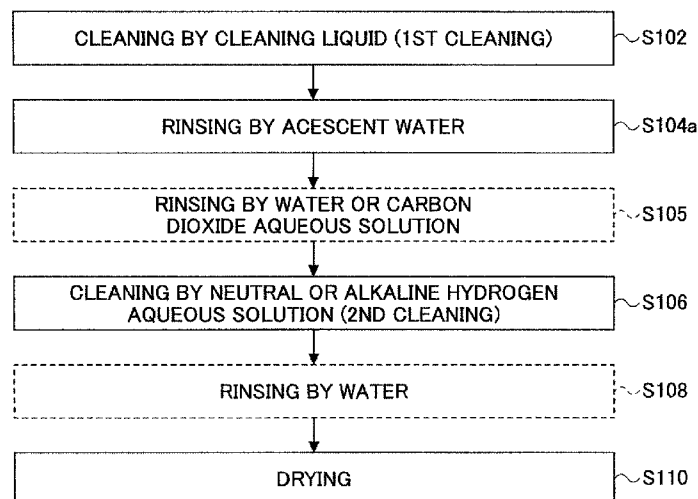 CLEANING BY CLEANING LIQUID (1ST CLEANING)
S102
RINSING BY ACESCENT WATER
S104a
RINSING BY WATER OR CARBON
DIOXIDE AQUEOUS SOLUTION
S105
CLEANING BY NEUTRAL OR ALKALINE HYDROGEN
AQUEOUS SOLUTION (2ND CLEANING)
S106
RINSING BY WATER
S108
DRYING
S110